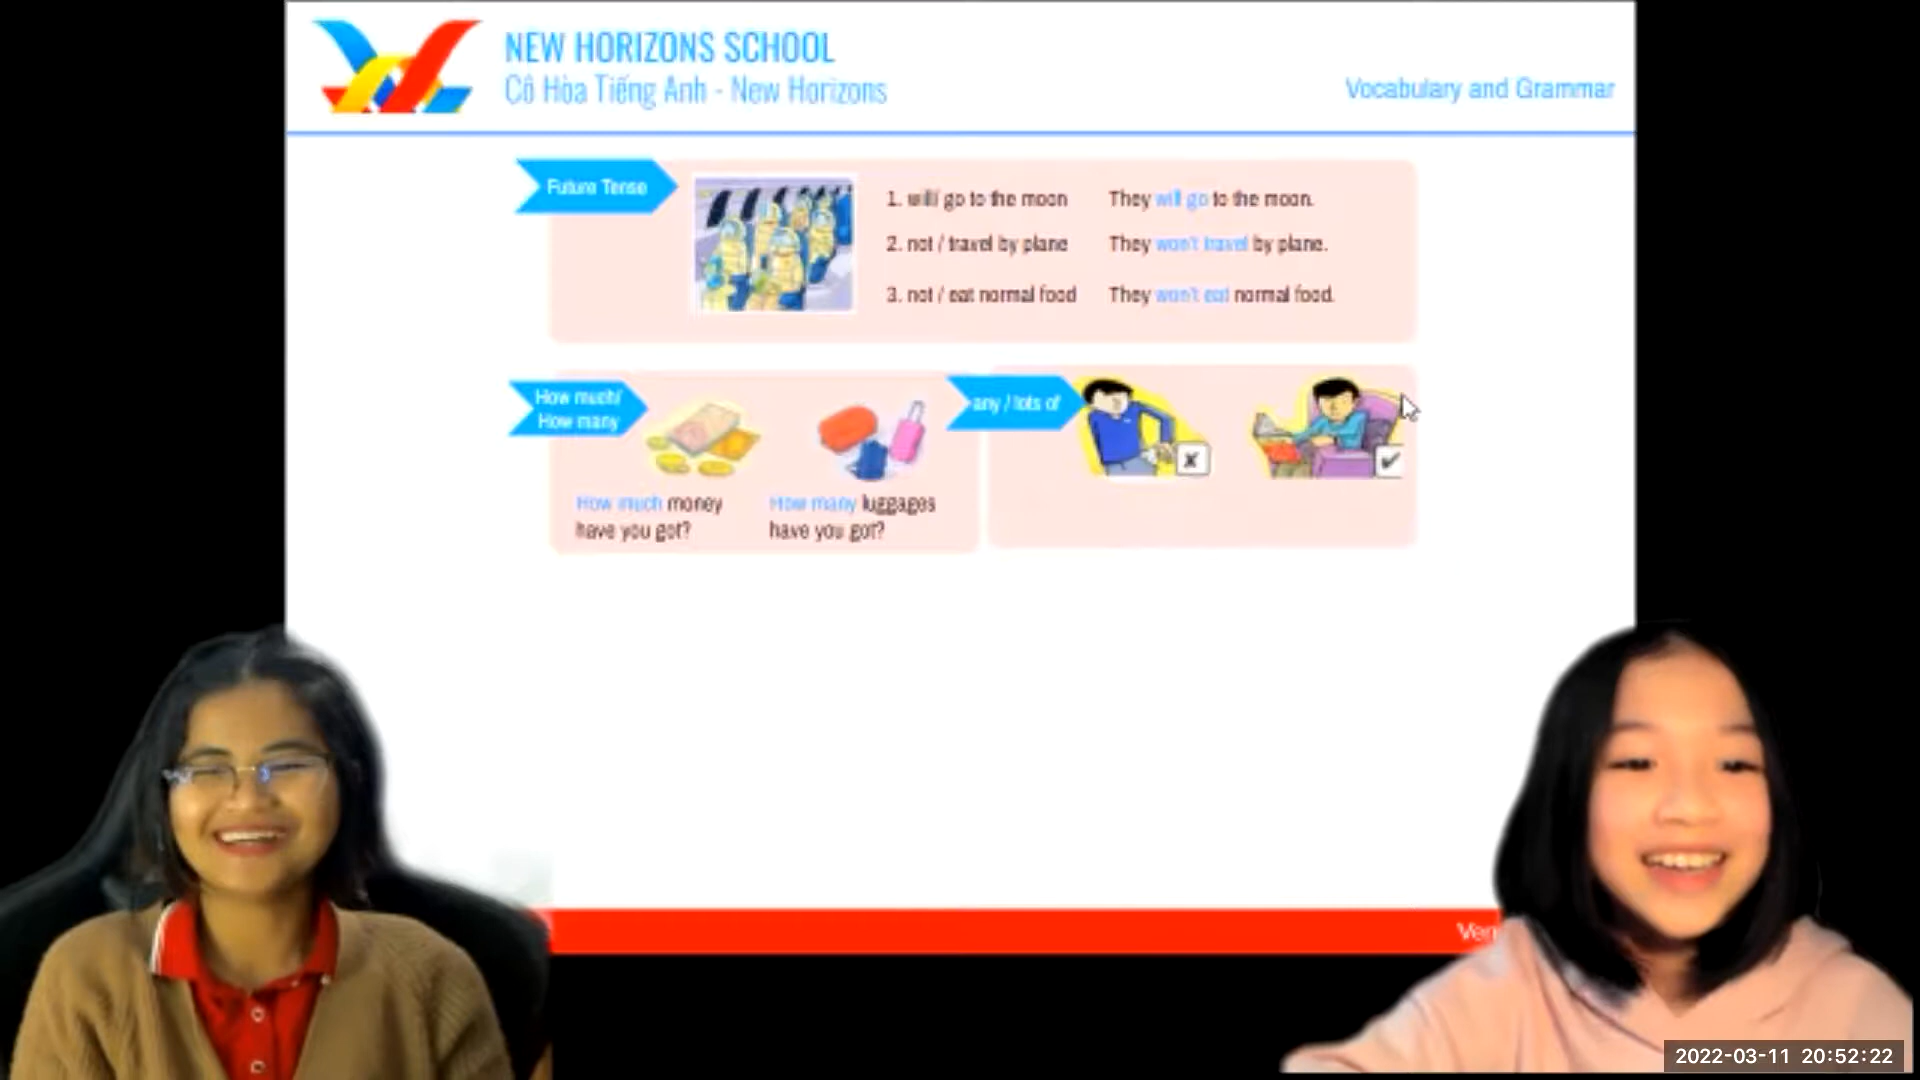 NEW HORIZONS SCHOOL
Cô Hòa Tiếng Anh - New Horizons
Vocabulary and Grammar
Future Tense
1. will/ go to the moon
They will go to the moon.
2. not / travel by plane
They won't travel by plane.
3. not / eat normal food
They won't eat normal food.
How much/
How many
any / lots of
How much money
have you got?
How many luggages
have you got?
2022-03-11 20:52:22